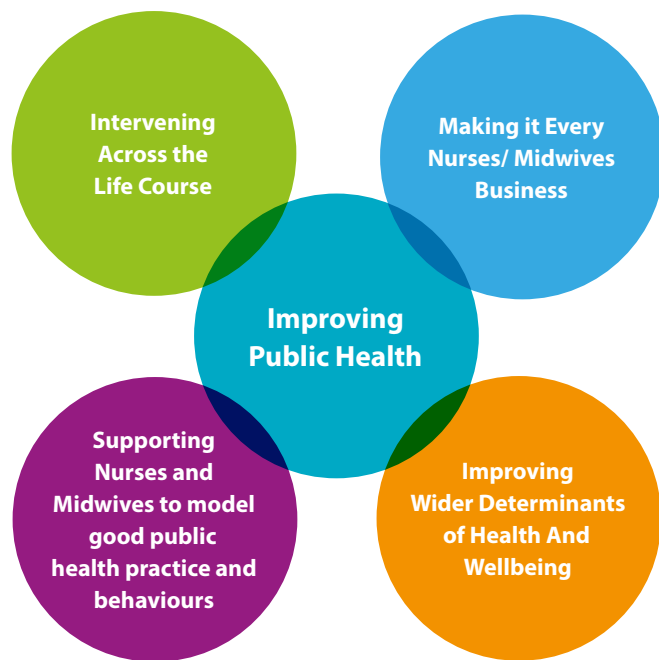 Intervening
Across the
Life Course
Making it Every
Nurses/ Midwives
Business
Improving
Public Health
Supporting
Nurses and
Midwives to model
good public
health practice and
behaviours
Improving
Wider Determinants
of Health And
Wellbeing